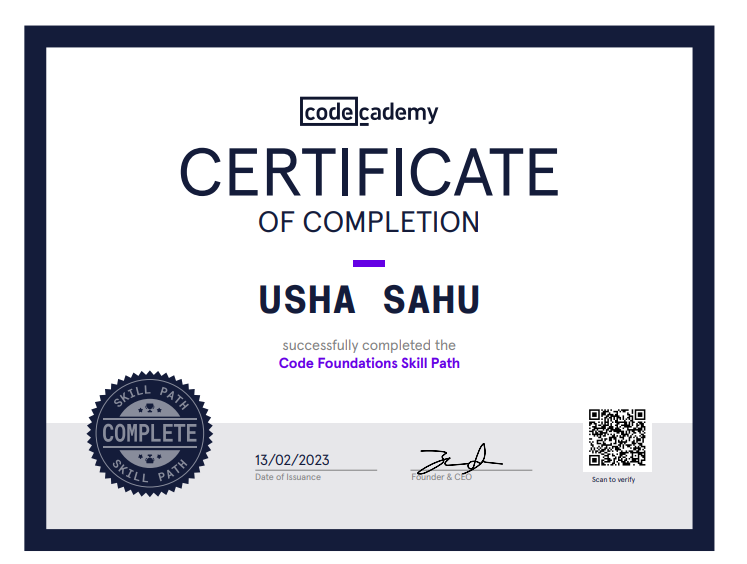 codecademy
CERTIFICATE
OF COMPLETION
USHA SAHU
successfully completed the
Code Foundations Skill Path
SKILL PATH
COMPLETE
SKILL PATH
13/02/2023
Date of Issuance
Founder & CEO
Scan to verify